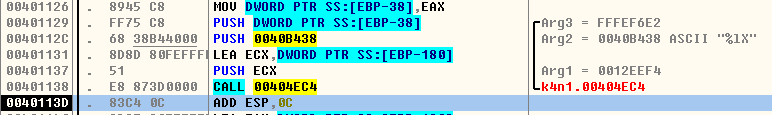 00401126 . 8945 C8 MOV DWORD PTR SS:[EBP-38],EAX
00401129 . FF75 C8 PUSH DWORD PTR SS:[EBP-38] Arg3 = FFFEF6E2
0040112C . 68 38B44000 PUSH 0040B438 Arg2 = 0040B438 ASCII "%lX"
00401131 . 8D8D 80FEFFFF LEA ECX,DWORD PTR SS:[EBP-180]
00401137 . 51 PUSH ECX Arg1 = 0012EEF4
00401138 . E8 873D0000 CALL 00404EC4 k4n1.00404EC4
0040113D . 83C4 0C ADD ESP,0C